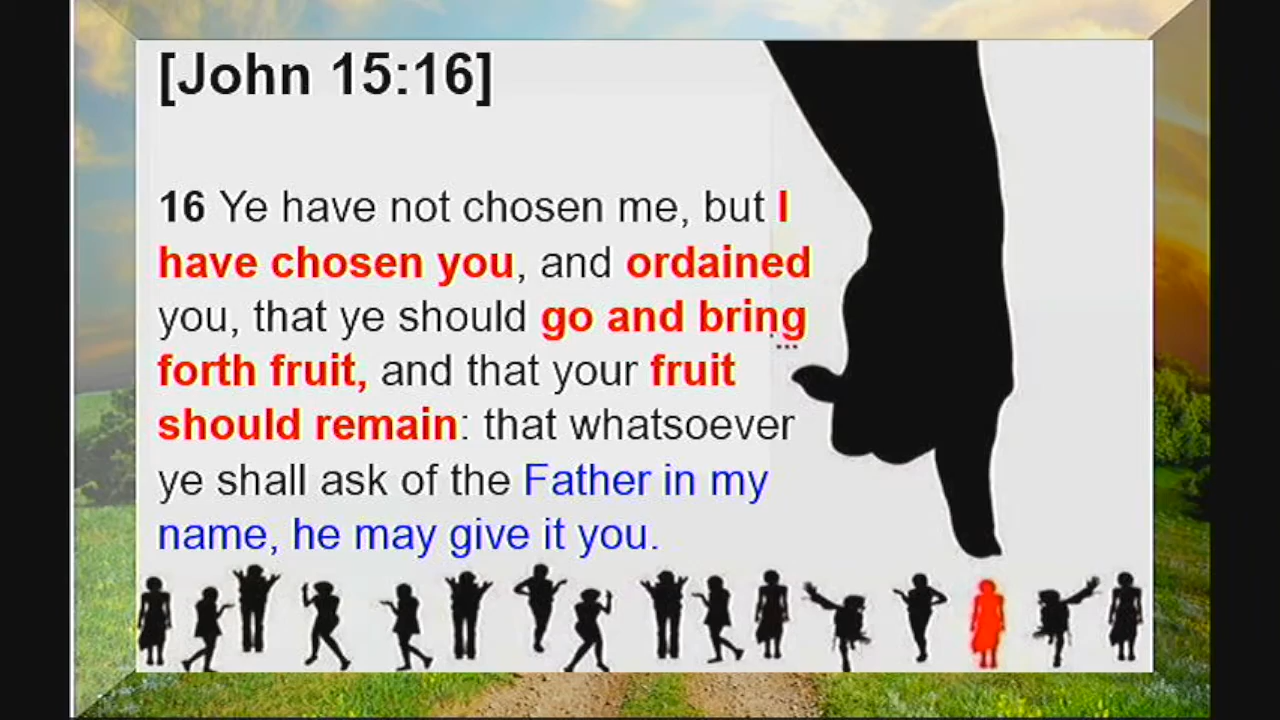 [John 15:16]
16 Ye have not chosen me, but I
have chosen you, and ordained
you, that ye should go and bring
forth fruit, and that your fruit
should remain: that whatsoever
ye shall ask of the Father in my
name, he may give it you.